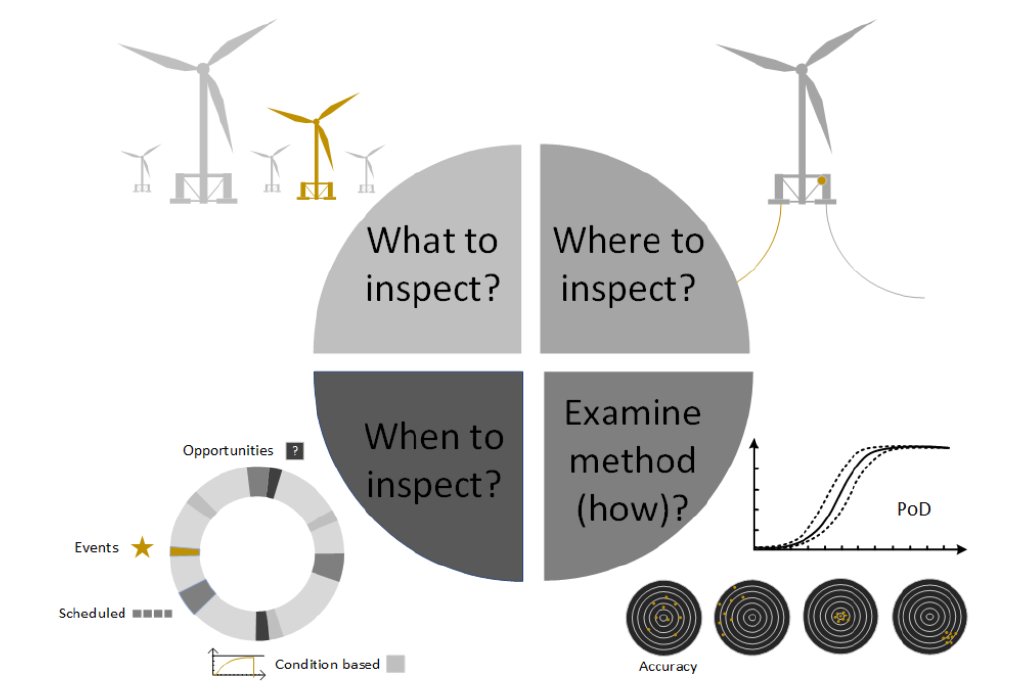 What to
inspect?
Where to
inspect?
When to
inspect?
Examine
method
(how)?
Opportunities ?
Events
Scheduled
Condition based
PoD
Accuracy